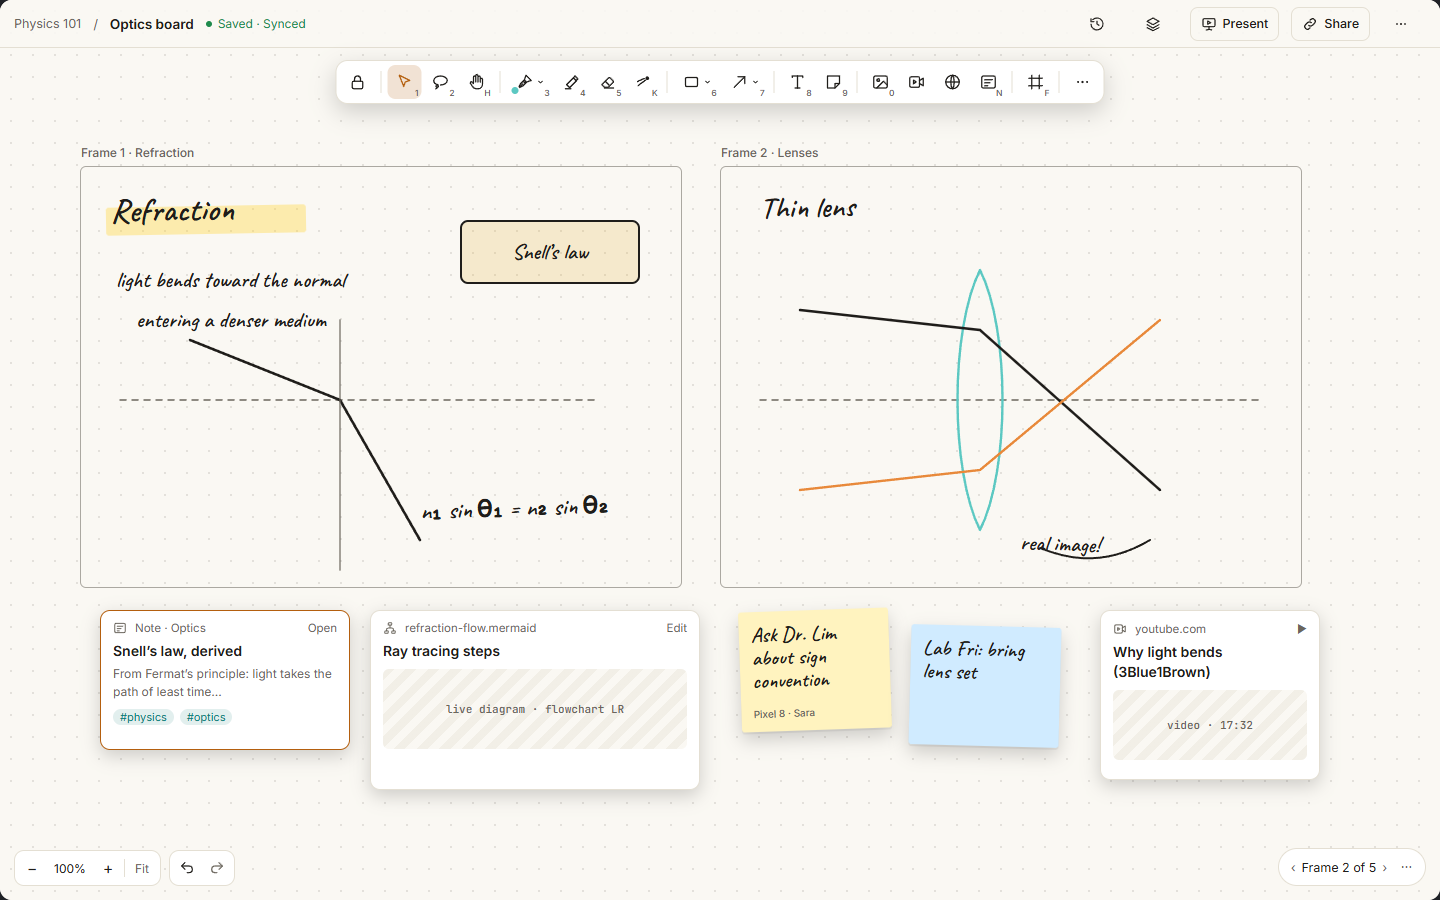 Physics 101 / Optics board Saved · Synced
Present Share
1 2 H 3 4 5 K 6 7 8 9 0 N F
Frame 1 · Refraction
Refraction
Snell's law
light bends toward the normal
entering a denser medium
n₁ sin θ₁ = n₂ sin θ₂
Frame 2 · Lenses
Thin lens
real image!
Note · Optics Open
Snell's law, derived
From Fermat's principle: light takes the
path of least time...
#physics #optics
refraction-flow.mermaid Edit
Ray tracing steps
live diagram · flowchart LR
Ask Dr. Lim
about sign
convention
Pixel 8 · Sara
Lab Fri: bring
lens set
youtube.com
Why light bends
(3Blue1Brown)
video · 17:32
− 100% + Fit
‹ Frame 2 of 5 ›